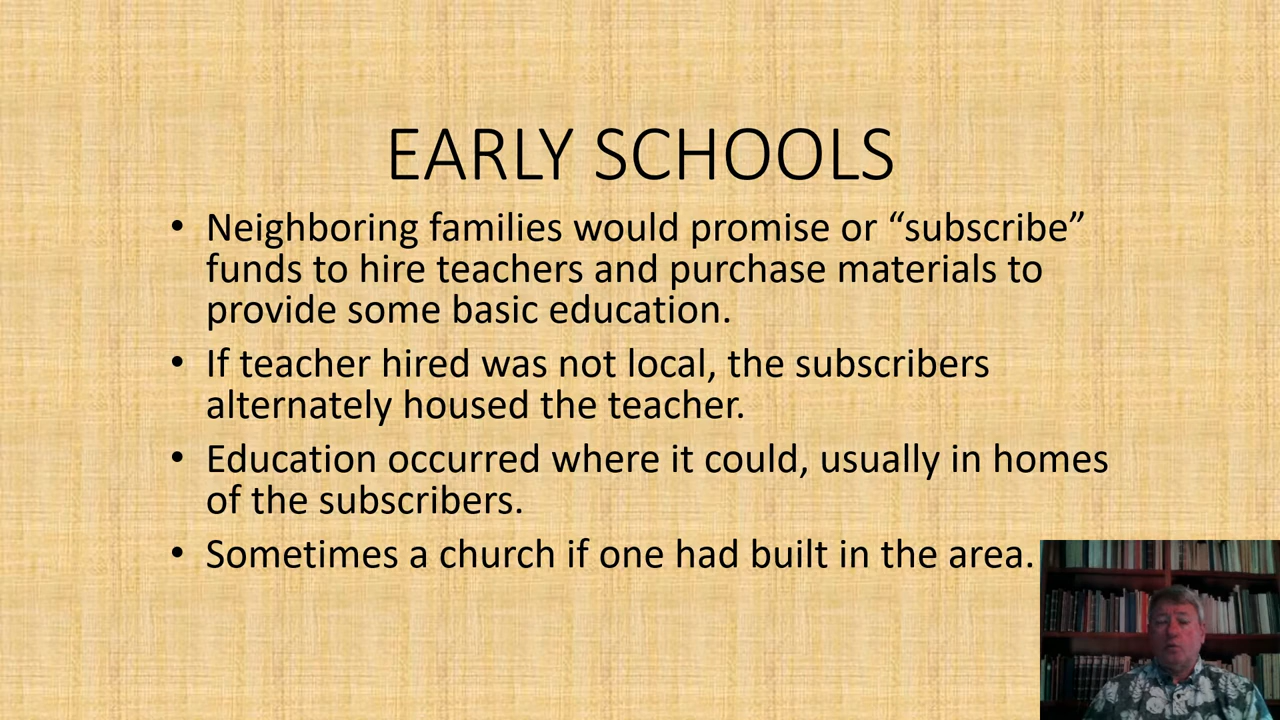 EARLY SCHOOLS
• Neighboring families would promise or “subscribe”
funds to hire teachers and purchase materials to
provide some basic education.
• If teacher hired was not local, the subscribers
alternately housed the teacher.
• Education occurred where it could, usually in homes
of the subscribers.
• Sometimes a church if one had built in the area.